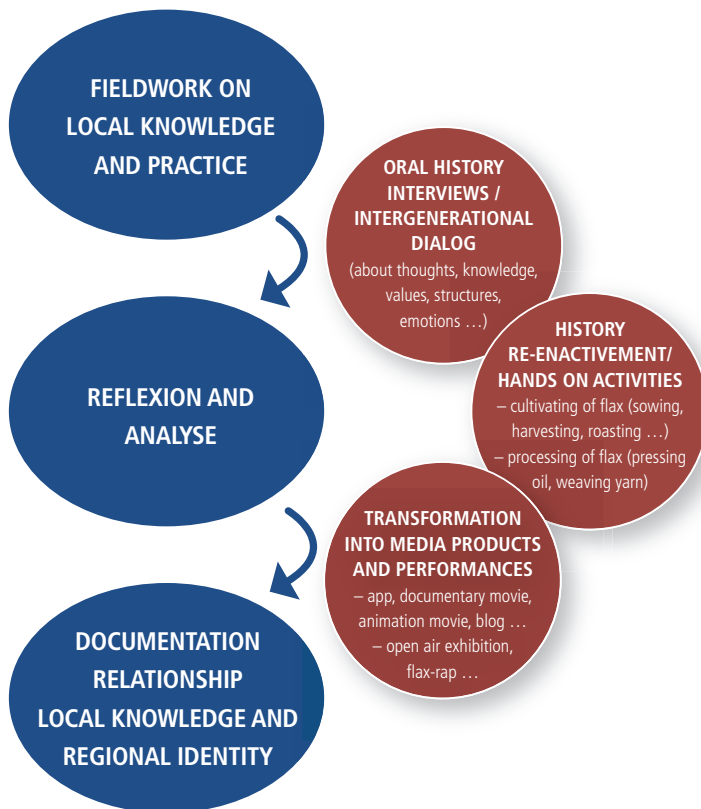 FIELDWORK ON
LOCAL KNOWLEDGE
AND PRACTICE
ORAL HISTORY
INTERVIEWS /
INTERGENERATIONAL
DIALOG
(about thoughts, knowledge,
values, structures,
emotions …)
HISTORY
RE-ENACTIVEMENT/
HANDS ON ACTIVITIES
– cultivating of flax (sowing,
harvesting, roasting …)
– processing of flax (pressing
oil, weaving yarn)
REFLEXION AND
ANALYSE
TRANSFORMATION
INTO MEDIA PRODUCTS
AND PERFORMANCES
– app, documentary movie,
animation movie, blog …
– open air exhibition,
flax-rap …
DOCUMENTATION
RELATIONSHIP
LOCAL KNOWLEDGE AND
REGIONAL IDENTITY